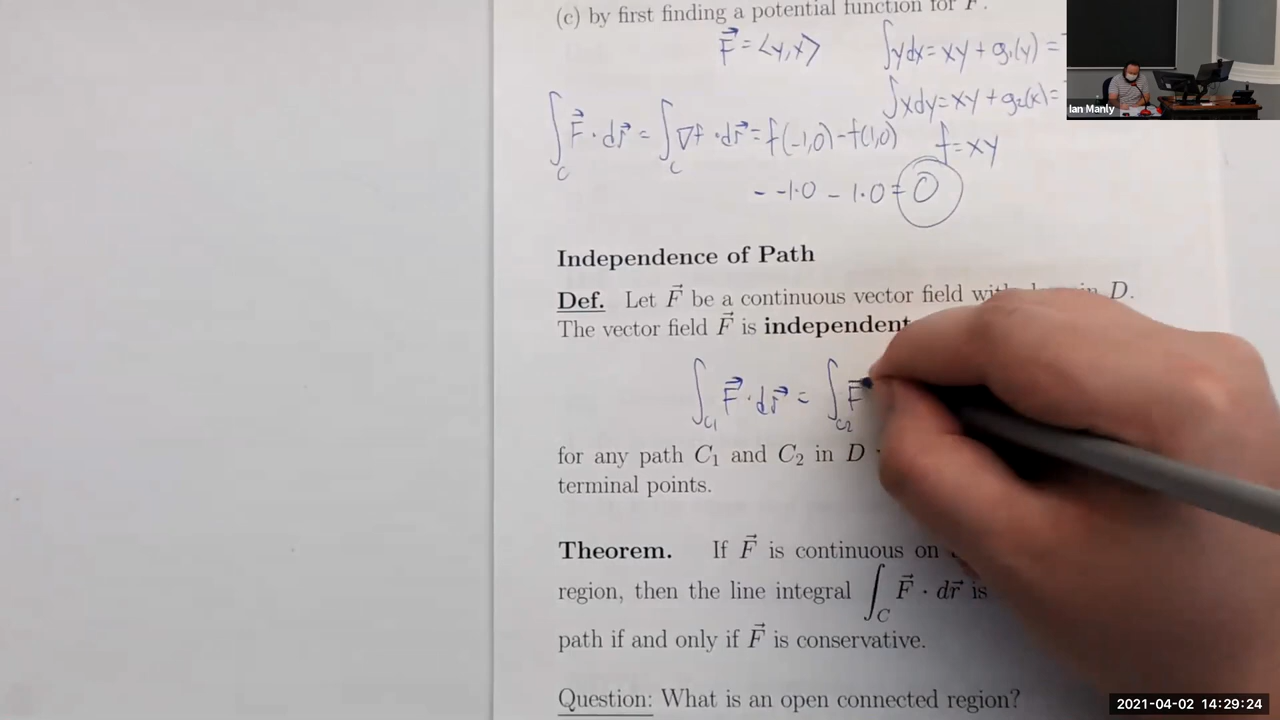 (c) by first finding a potential function for F⃗.
F⃗ = ⟨y,x⟩ ∫ydx = xy + g₁(y) =
∫xdy = xy + g₂(x) =
Ian Manly
∫_C F⃗ · dr⃗ = ∫_C ∇f · dr⃗ = f(-1,0) - f(1,0) f = xy
- -1·0 - 1·0 = 0
Independence of Path
Def. Let F⃗ be a continuous vector field D.
The vector field F⃗ is independent
∫_C1 F⃗ · dr⃗ = ∫_C2 F⃗
for any path C₁ and C₂ in D
terminal points.
Theorem. If F⃗ is continuous on
region, then the line integral ∫_C F⃗ · dr⃗ is
path if and only if F⃗ is conservative.
Question: What is an open connected region?
2021-04-02 14:29:24